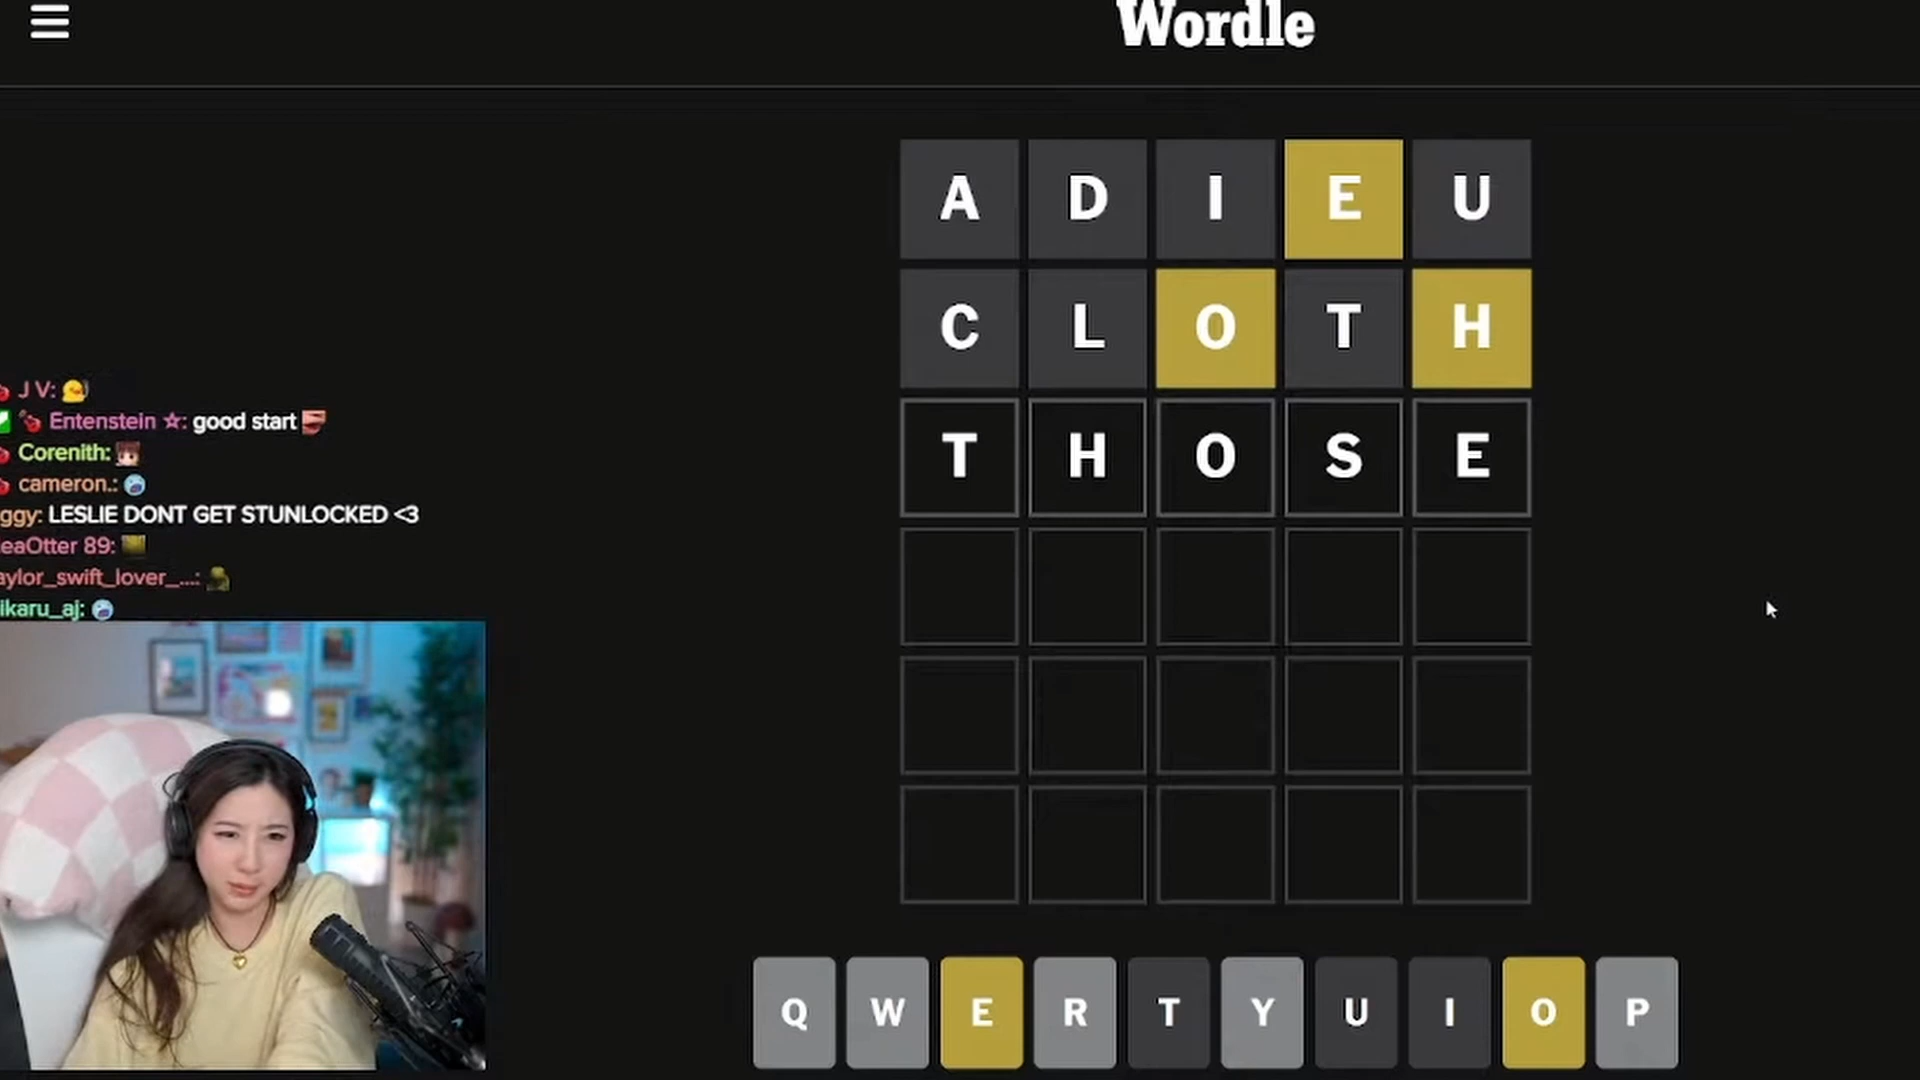 Wordle
A D I E U
C L O T H
T H O S E
J V:
Entenstein ☆: good start
Corenith:
cameron.:
ggy: LESLIE DONT GET STUNLOCKED <3
eaOtter 89:
aylor_swift_lover_...:
ikaru_aj:
Q W E R T Y U I O P